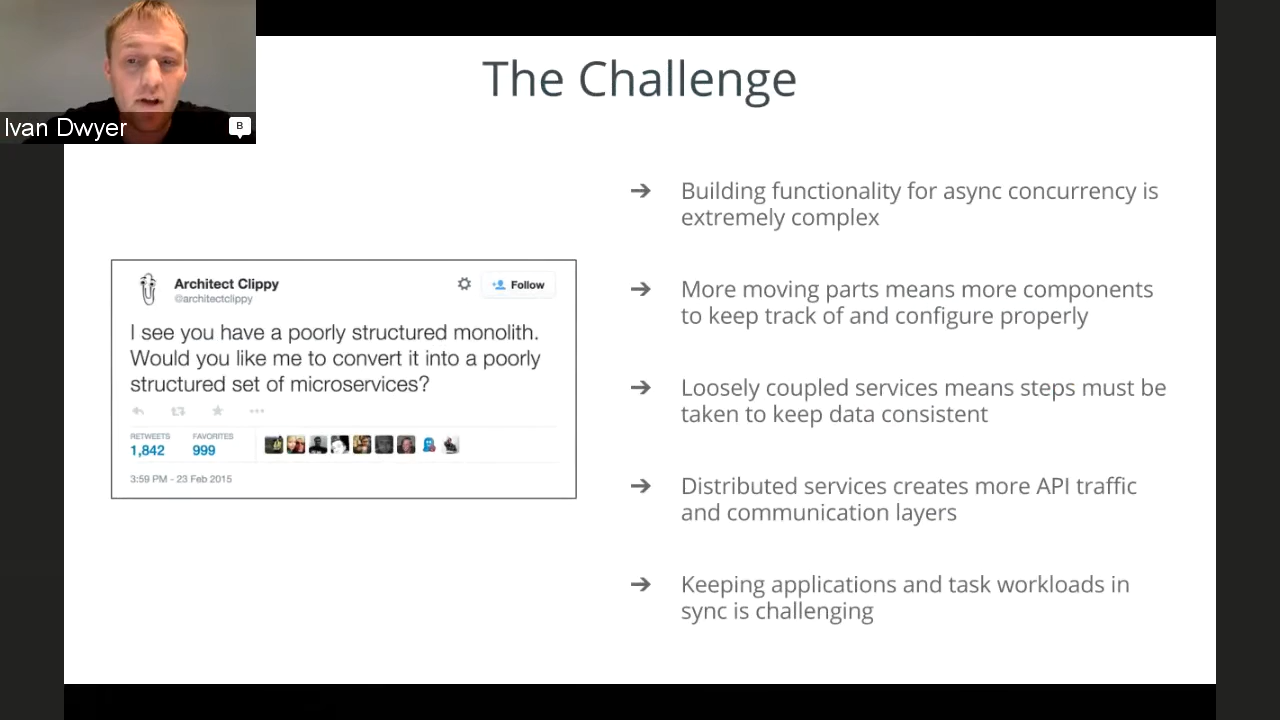 Ivan Dwyer
B
The Challenge
Architect Clippy
@architectclippy
Follow
I see you have a poorly structured monolith.
Would you like me to convert it into a poorly
structured set of microservices?
RETWEETS
1,842
FAVORITES
999
3:59 PM - 23 Feb 2015
➔ Building functionality for async concurrency is
extremely complex
➔ More moving parts means more components
to keep track of and configure properly
➔ Loosely coupled services means steps must be
taken to keep data consistent
➔ Distributed services creates more API traffic
and communication layers
➔ Keeping applications and task workloads in
sync is challenging